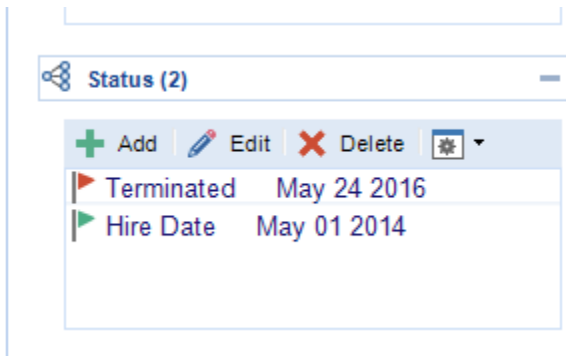 Status (2)
Add Edit Delete
Terminated May 24 2016
Hire Date May 01 2014